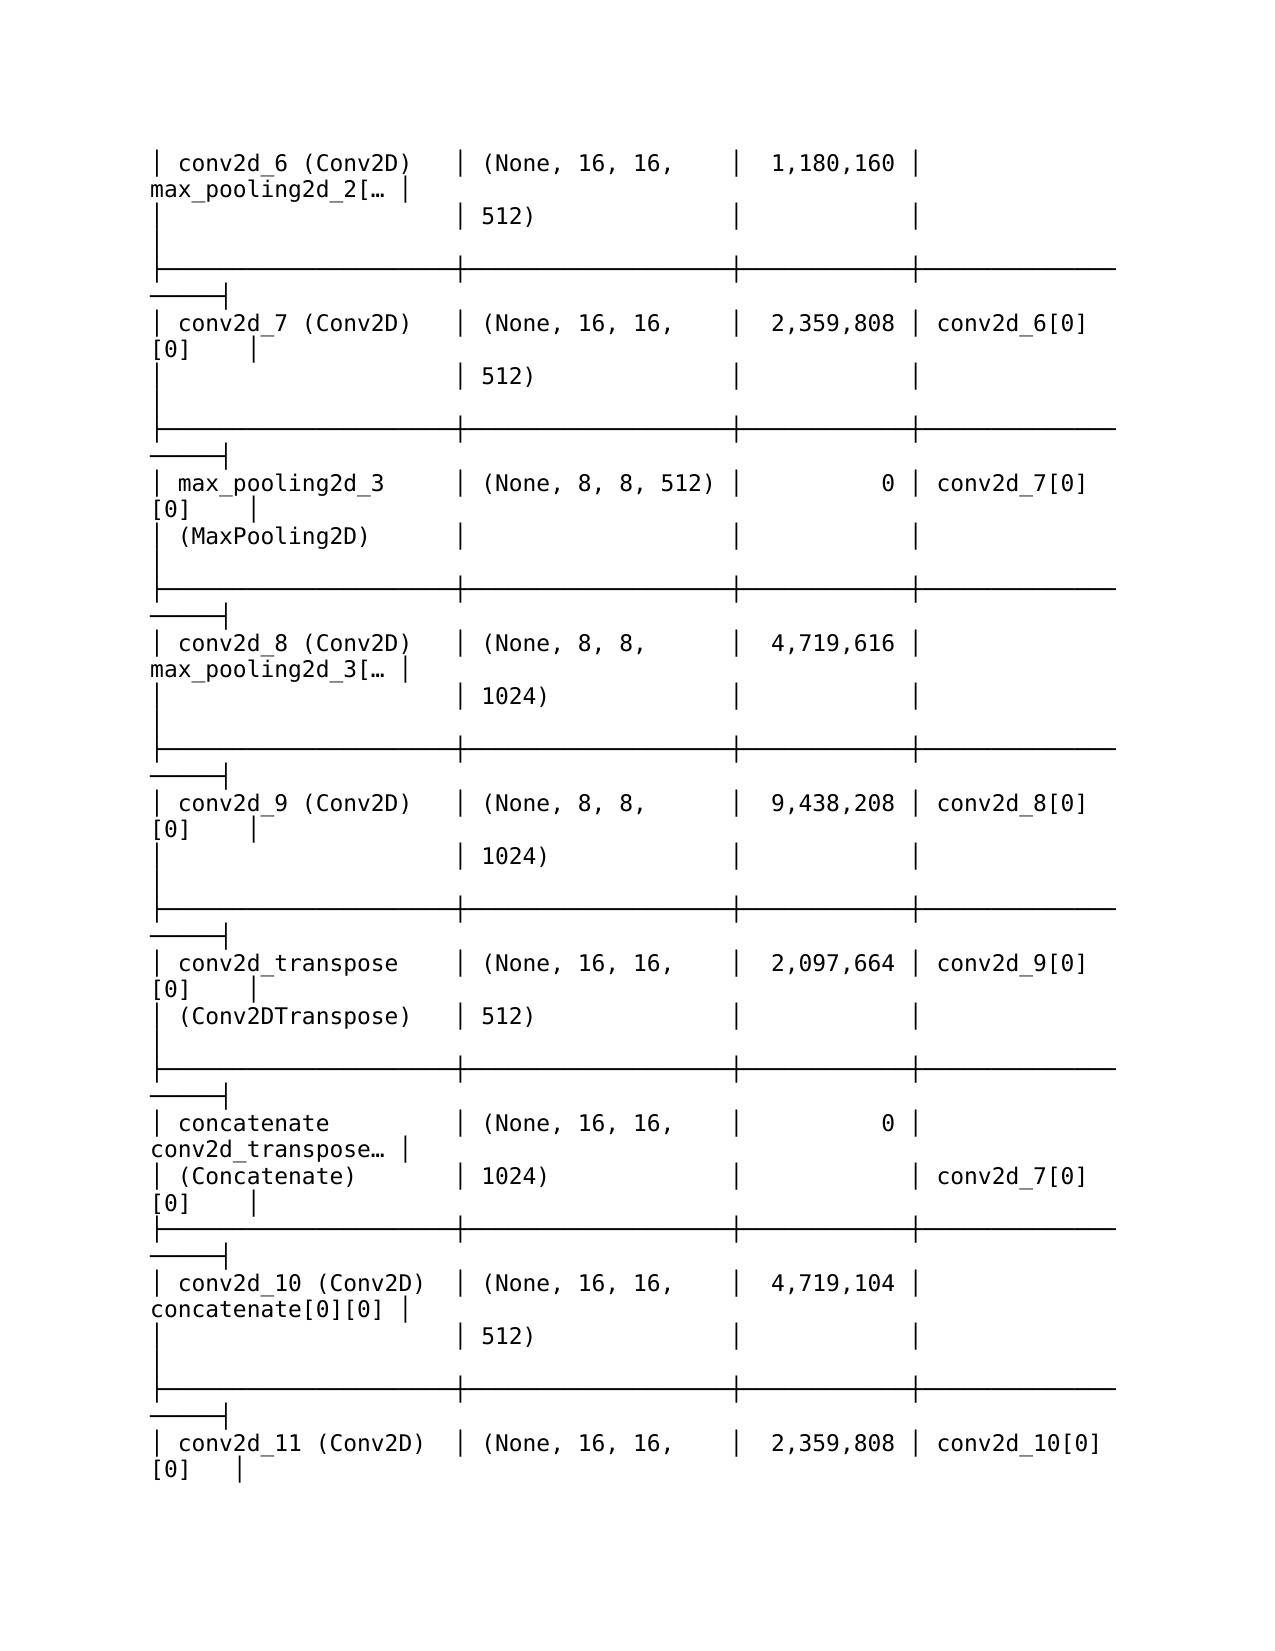 │ conv2d_6 (Conv2D)   │ (None, 16, 16,    │  1,180,160 │
max_pooling2d_2[… │
│                     │ 512)              │            │
│
├─────────────────────┼───────────────────┼────────────┼──────────────
─────┤
│ conv2d_7 (Conv2D)   │ (None, 16, 16,    │  2,359,808 │ conv2d_6[0]
[0]    │
│                     │ 512)              │            │
│
├─────────────────────┼───────────────────┼────────────┼──────────────
─────┤
│ max_pooling2d_3     │ (None, 8, 8, 512) │          0 │ conv2d_7[0]
[0]    │
│ (MaxPooling2D)      │                   │            │
│
├─────────────────────┼───────────────────┼────────────┼──────────────
─────┤
│ conv2d_8 (Conv2D)   │ (None, 8, 8,      │  4,719,616 │
max_pooling2d_3[… │
│                     │ 1024)             │            │
│
├─────────────────────┼───────────────────┼────────────┼──────────────
─────┤
│ conv2d_9 (Conv2D)   │ (None, 8, 8,      │  9,438,208 │ conv2d_8[0]
[0]    │
│                     │ 1024)             │            │
│
├─────────────────────┼───────────────────┼────────────┼──────────────
─────┤
│ conv2d_transpose    │ (None, 16, 16,    │  2,097,664 │ conv2d_9[0]
[0]    │
│ (Conv2DTranspose)   │ 512)              │            │
│
├─────────────────────┼───────────────────┼────────────┼──────────────
─────┤
│ concatenate         │ (None, 16, 16,    │          0 │
conv2d_transpose… │
│ (Concatenate)       │ 1024)             │            │ conv2d_7[0]
[0]    │
├─────────────────────┼───────────────────┼────────────┼──────────────
─────┤
│ conv2d_10 (Conv2D)  │ (None, 16, 16,    │  4,719,104 │
concatenate[0][0] │
│                     │ 512)              │            │
│
├─────────────────────┼───────────────────┼────────────┼──────────────
─────┤
│ conv2d_11 (Conv2D)  │ (None, 16, 16,    │  2,359,808 │ conv2d_10[0]
[0]   │